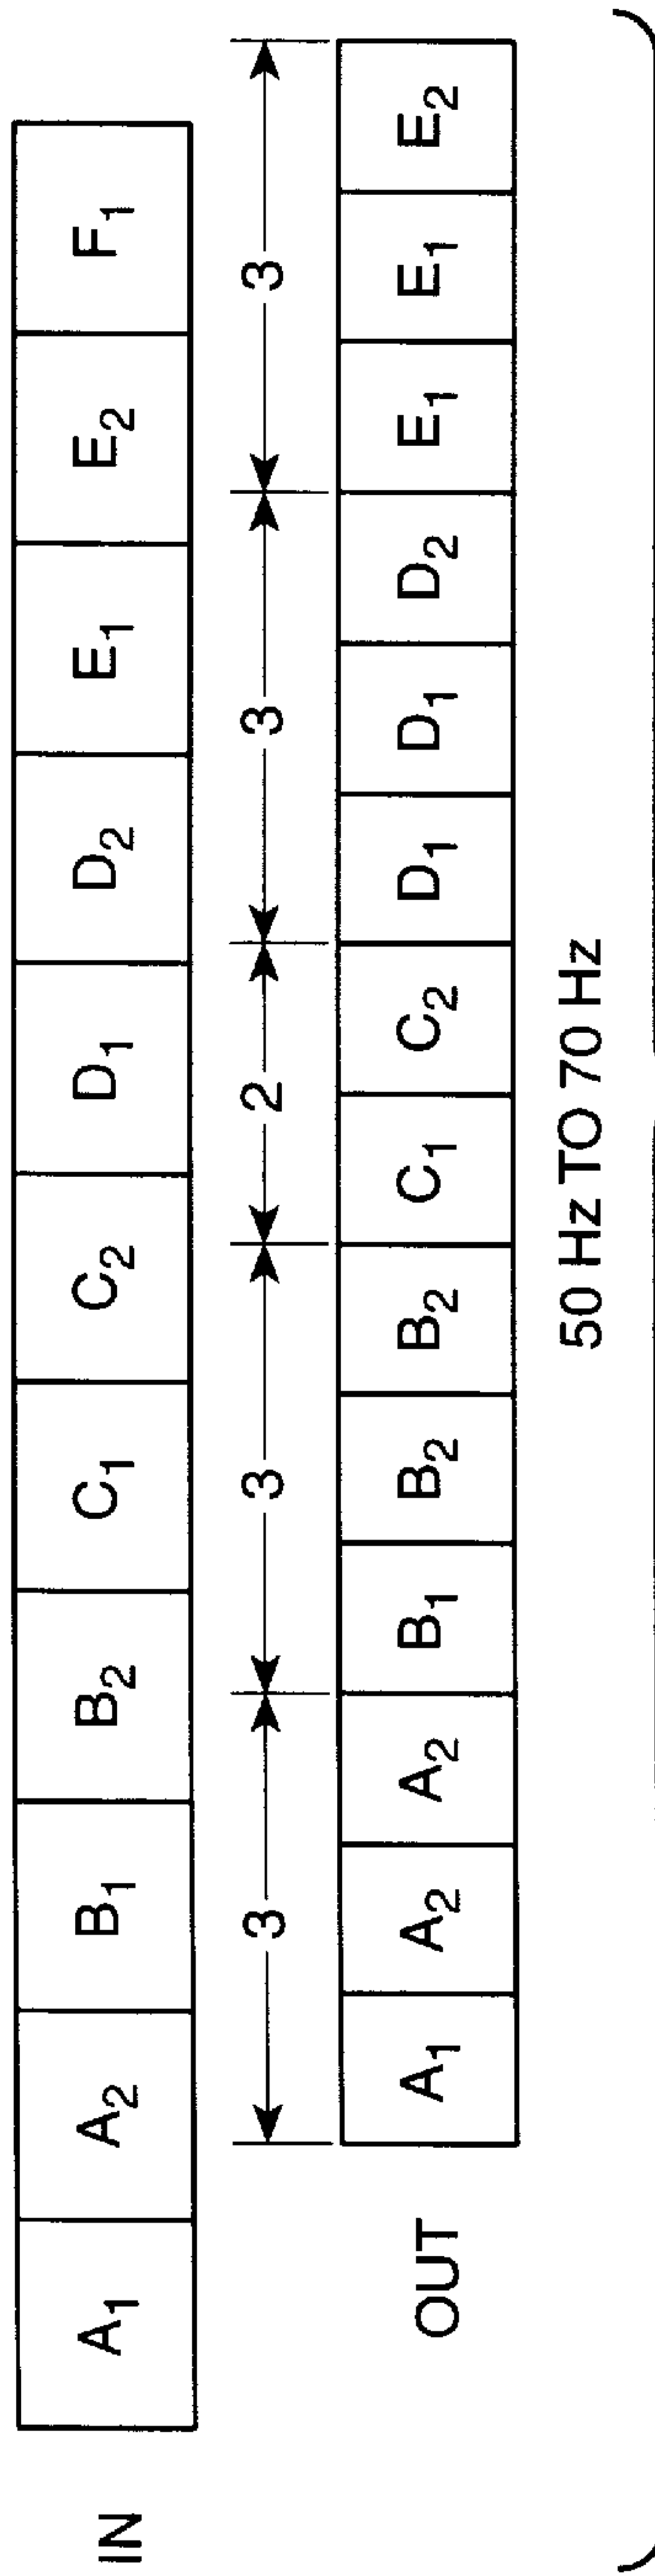 IN A₁ A₂ B₁ B₂ C₁ C₂ D₁ D₂ E₁ E₂ F₁
3 3 2 3 3
OUT A₁ A₂ A₂ B₁ B₂ B₂ C₁ C₂ D₁ D₁ D₂ E₁ E₁ E₂
50 Hz TO 70 Hz